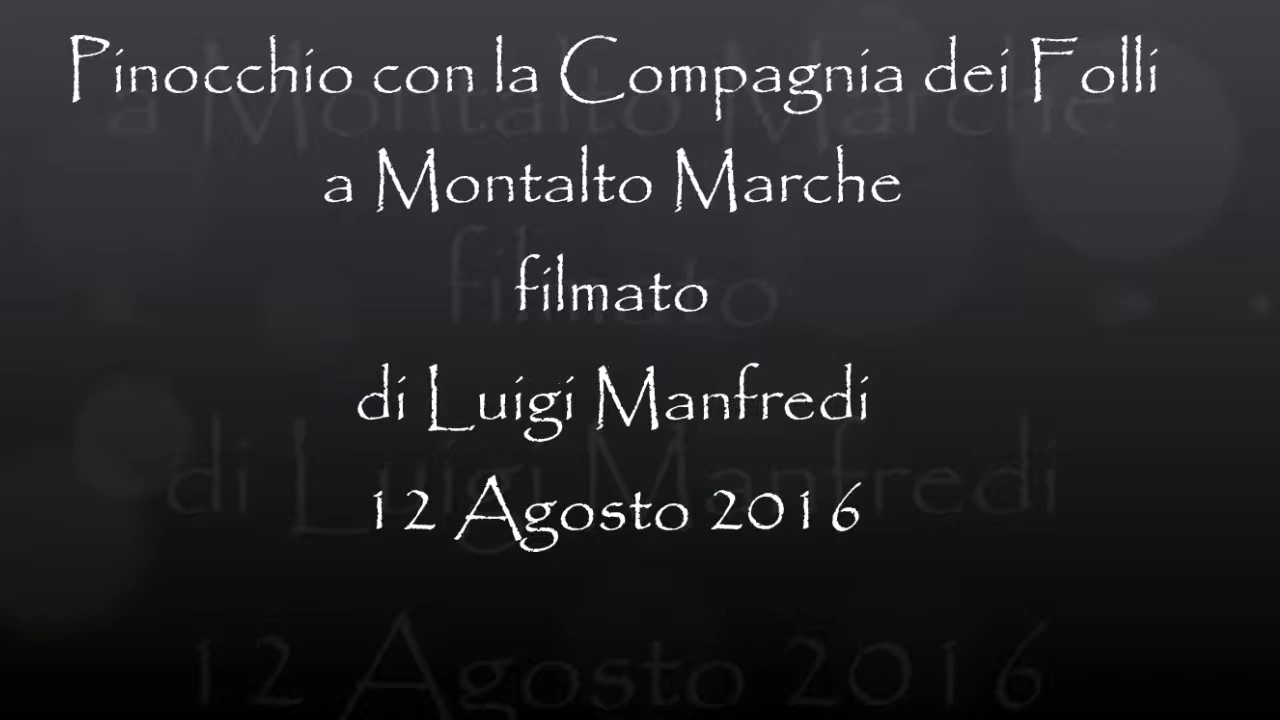 Pinocchio con la Compagnia dei Folli
a Montalto Marche
filmato
di Luigi Manfredi
12 Agosto 2016